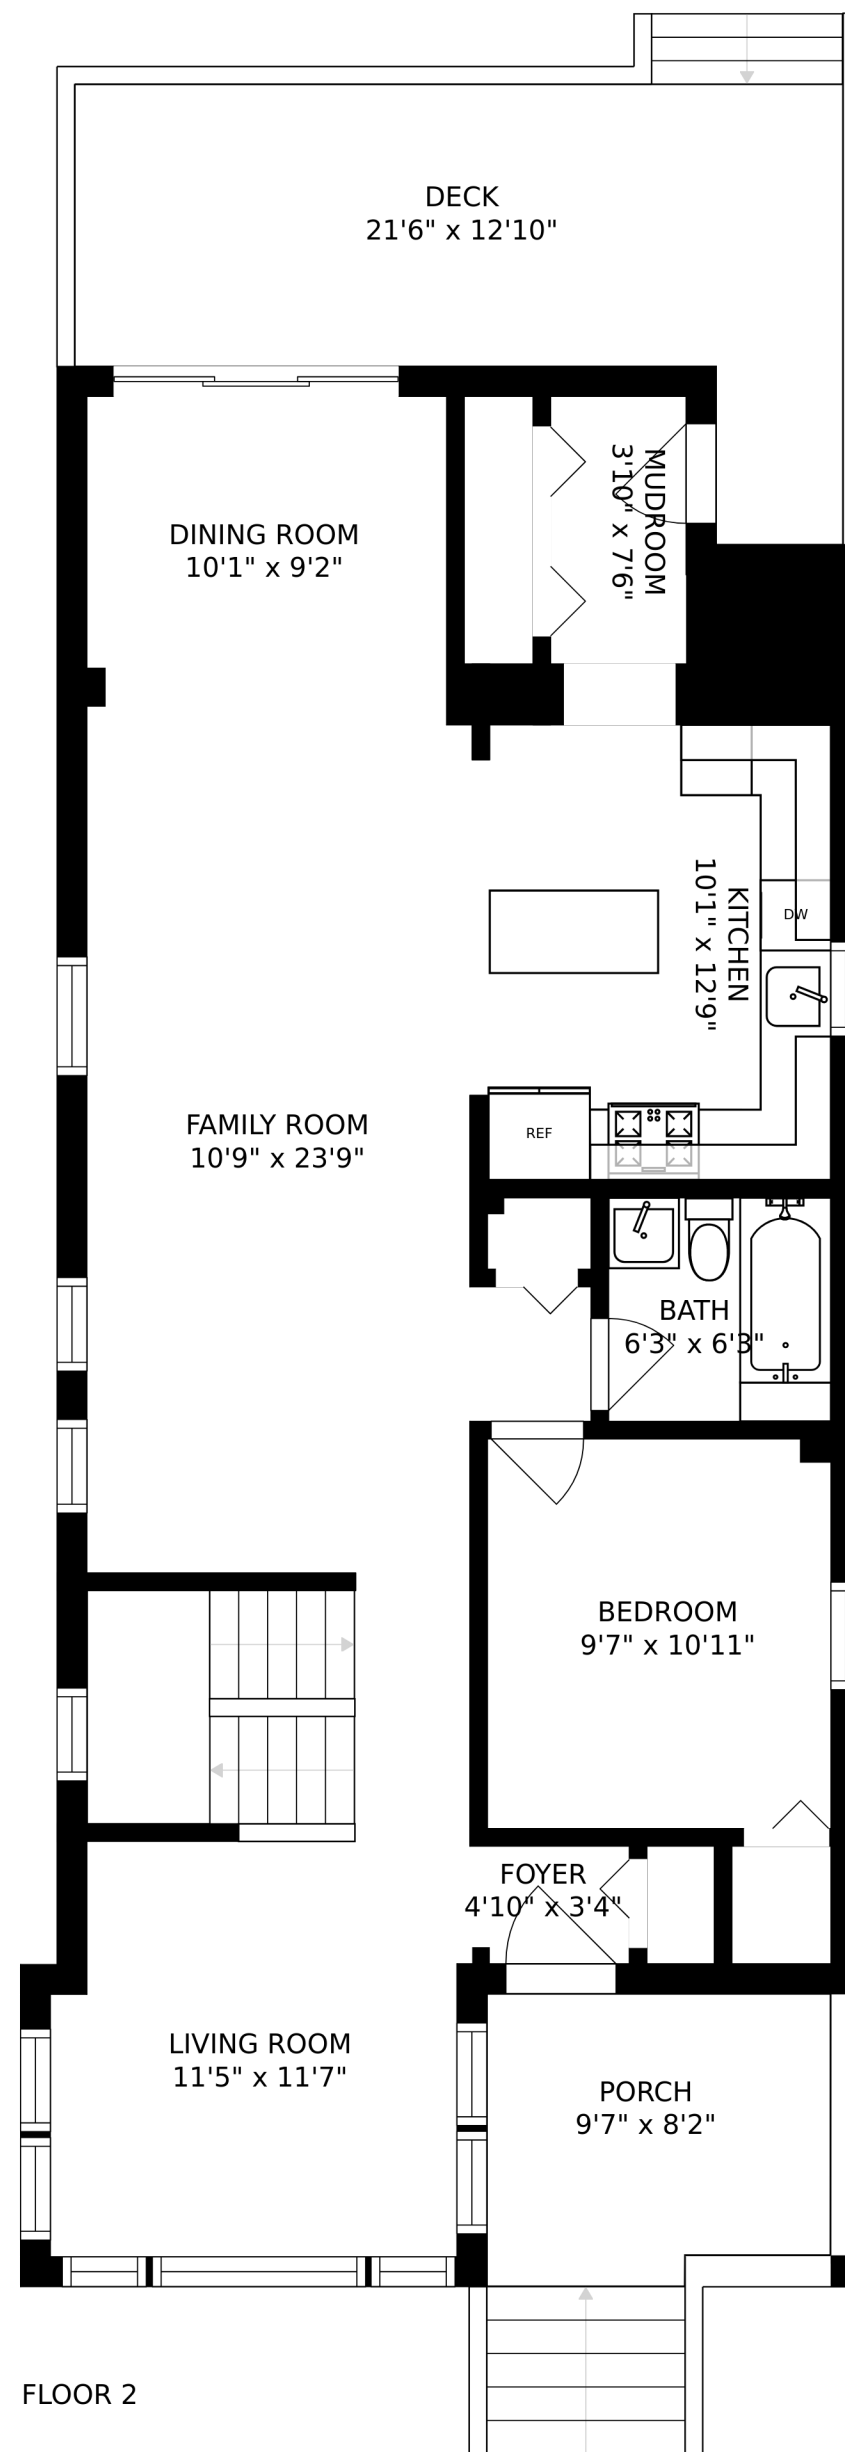 DECK
21'6" x 12'10"
DINING ROOM
10'1" x 9'2"
MUDROOM
3'10" x 7'6"
KITCHEN
10'1" x 12'9"
DW
FAMILY ROOM
10'9" x 23'9"
REF
BATH
6'3" x 6'3"
BEDROOM
9'7" x 10'11"
FOYER
4'10" x 3'4"
LIVING ROOM
11'5" x 11'7"
PORCH
9'7" x 8'2"
FLOOR 2